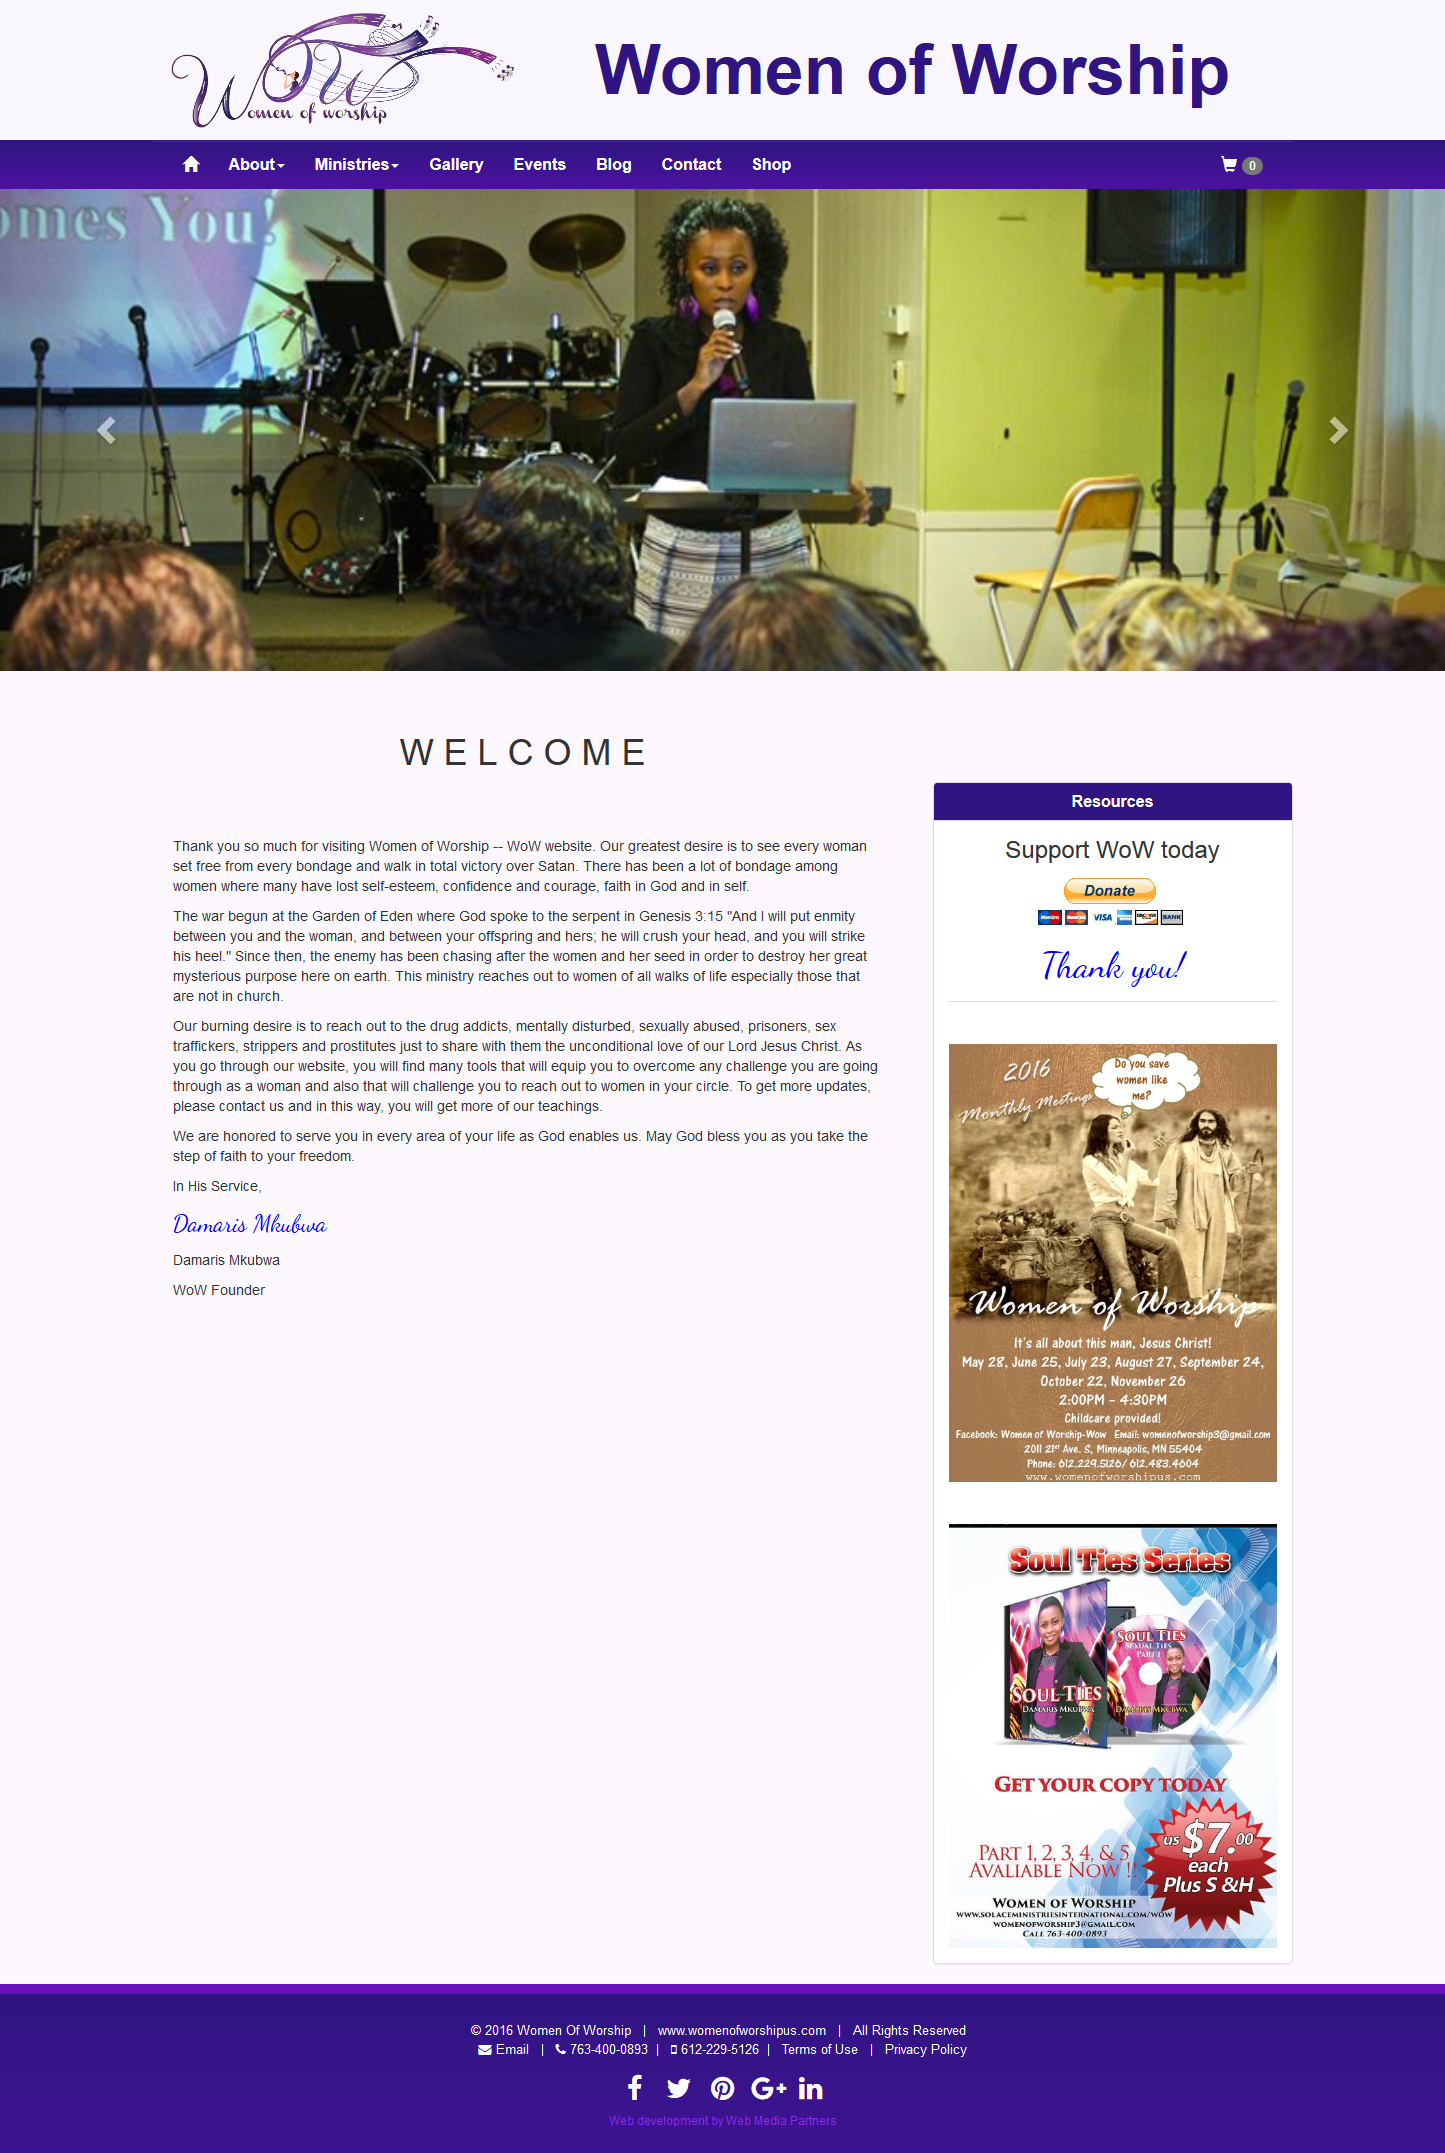 WOW
Women of worship
Women of Worship
About
Ministries
Gallery
Events
Blog
Contact
Shop
0
omes You!
PEAVEY
WELCOME
Thank you so much for visiting Women of Worship -- WoW website. Our greatest desire is to see every woman
set free from every bondage and walk in total victory over Satan. There has been a lot of bondage among
women where many have lost self-esteem, confidence and courage, faith in God and in self.
The war begun at the Garden of Eden where God spoke to the serpent in Genesis 3:15 "And I will put enmity
between you and the woman, and between your offspring and hers; he will crush your head, and you will strike
his heel." Since then, the enemy has been chasing after the women and her seed in order to destroy her great
mysterious purpose here on earth. This ministry reaches out to women of all walks of life especially those that
are not in church.
Our burning desire is to reach out to the drug addicts, mentally disturbed, sexually abused, prisoners, sex
traffickers, strippers and prostitutes just to share with them the unconditional love of our Lord Jesus Christ. As
you go through our website, you will find many tools that will equip you to overcome any challenge you are going
through as a woman and also that will challenge you to reach out to women in your circle. To get more updates,
please contact us and in this way, you will get more of our teachings.
We are honored to serve you in every area of your life as God enables us. May God bless you as you take the
step of faith to your freedom.
In His Service,
Damaris Mkubwa
Damaris Mkubwa
WoW Founder
Resources
Support WoW today
Donate
Maestro MasterCard VISA DISCOVER BANK
Thank you!
2016
Monthly Meetings
Do you save
women like
me?
Women of Worship
It's all about this man, Jesus Christ!
May 28, June 25, July 23, August 27, September 24,
October 22, November 26
2:00PM - 4:30PM
Childcare provided!
Facebook: Women of Worship-Wow Email: womenofworship3@gmail.com
2011 21st Ave. S, Minneapolis, MN 55404
Phone: 612.229.5126/ 612.483.4604
www.womenofworshipus.com
Soul Ties Series
SOUL TIES
DAMARIS MKUBWA
SOUL TIES
SEXUAL TIES
PART 1
DAMARIS MKUBWA
GET YOUR COPY TODAY
PART 1, 2, 3, 4, & 5
AVALIABLE NOW !!
US $7.00
each
Plus S &H
WOMEN OF WORSHIP
WWW.SOLACEMINISTRIESINTERNATIONAL.COM/WOW
WOMENOFWORSHIP3@GMAIL.COM
CALL 763-400-0893
© 2016 Women Of Worship | www.womenofworshipus.com | All Rights Reserved
Email | 763-400-0893 | 612-229-5126 | Terms of Use | Privacy Policy
Web development by Web Media Partners